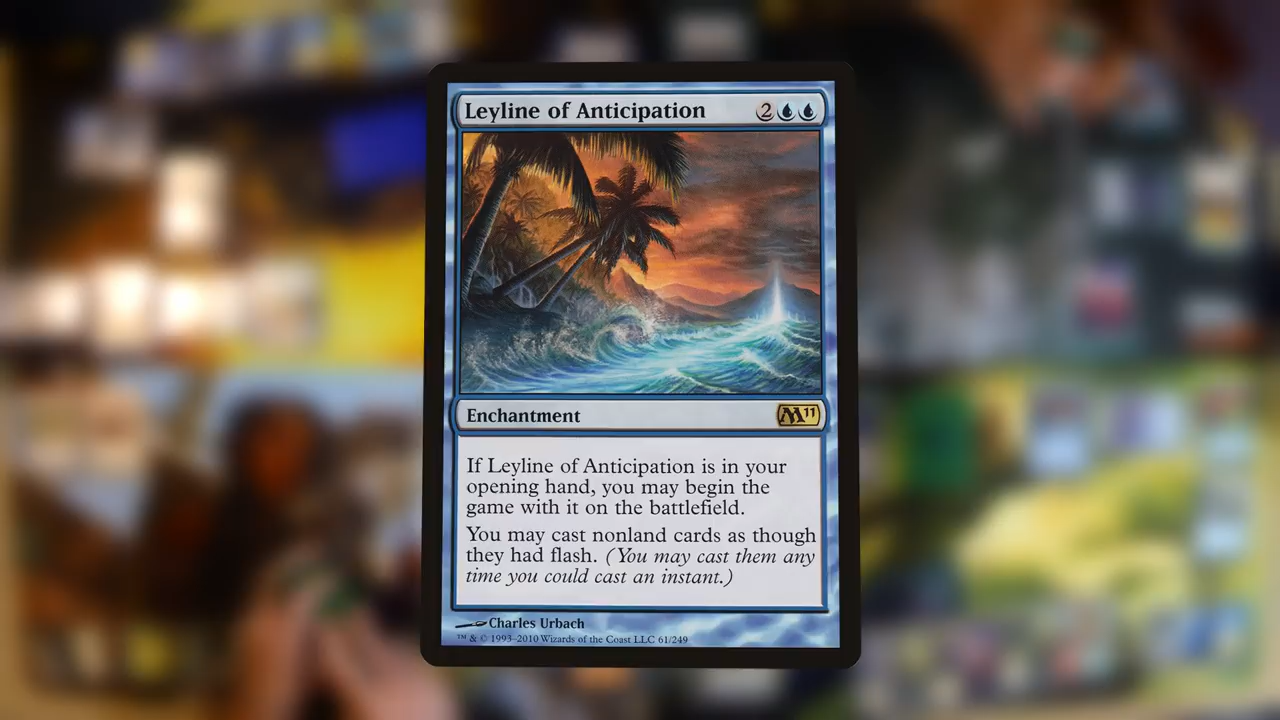 Leyline of Anticipation 2
Enchantment M11
If Leyline of Anticipation is in your
opening hand, you may begin the
game with it on the battlefield.
You may cast nonland cards as though
they had flash. (You may cast them any
time you could cast an instant.)
Charles Urbach
™ & © 1993–2010 Wizards of the Coast LLC 61/249